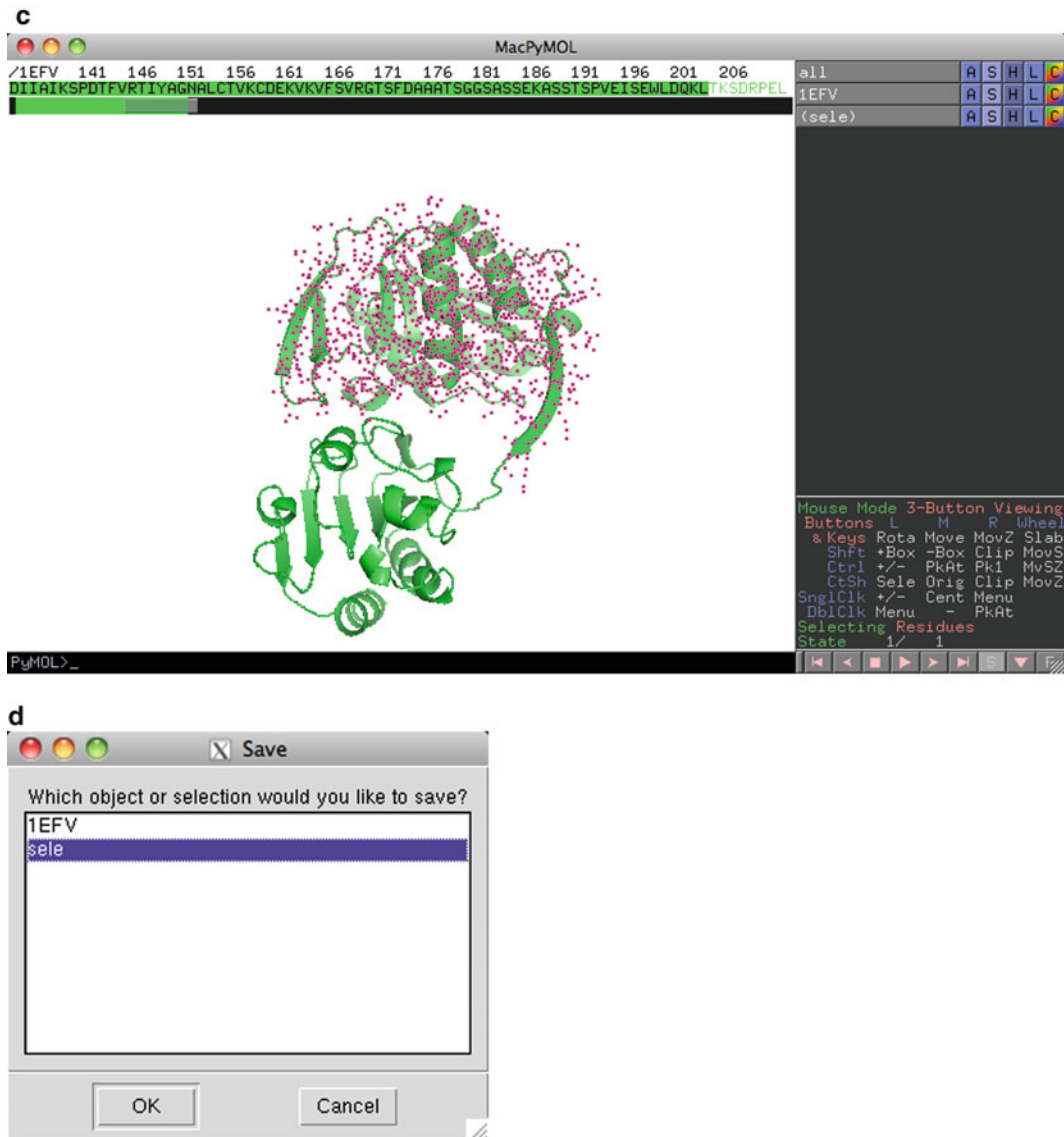 c
MacPyMOL
/1EFV 141 146 151 156 161 166 171 176 181 186 191 196 201 206
DIIAIKSPDTFVRTIYAGNALCTVKCDEKVKVFSVRGTSFDAAATSGGSASSEKASSTSPVEISEWLDQKLTKSDRPEL
all A S H L C
1EFV A S H L C
(sele) A S H L C
Mouse Mode 3-Button Viewing
Buttons L M R Wheel
& Keys Rota Move MovZ Slab
Shft +Box -Box Clip MovS
Ctrl +/- PkAt Pk1 MvSZ
CtSh Sele Orig Clip MovZ
SnglClk +/- Cent Menu
DblClk Menu - PkAt
Selecting Residues
State 1/ 1
PyMOL>_
S F
d
X Save
Which object or selection would you like to save?
1EFV
sele
OK Cancel